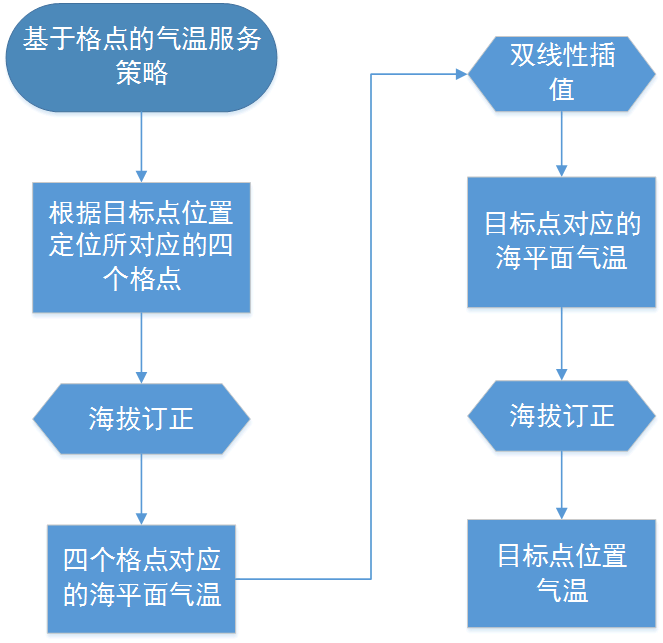 基于格点的气温服务
策略
根据目标点位置
定位所对应的四
个格点
海拔订正
四个格点对应
的海平面气温
双线性插
值
目标点对应的
海平面气温
海拔订正
目标点位置
气温